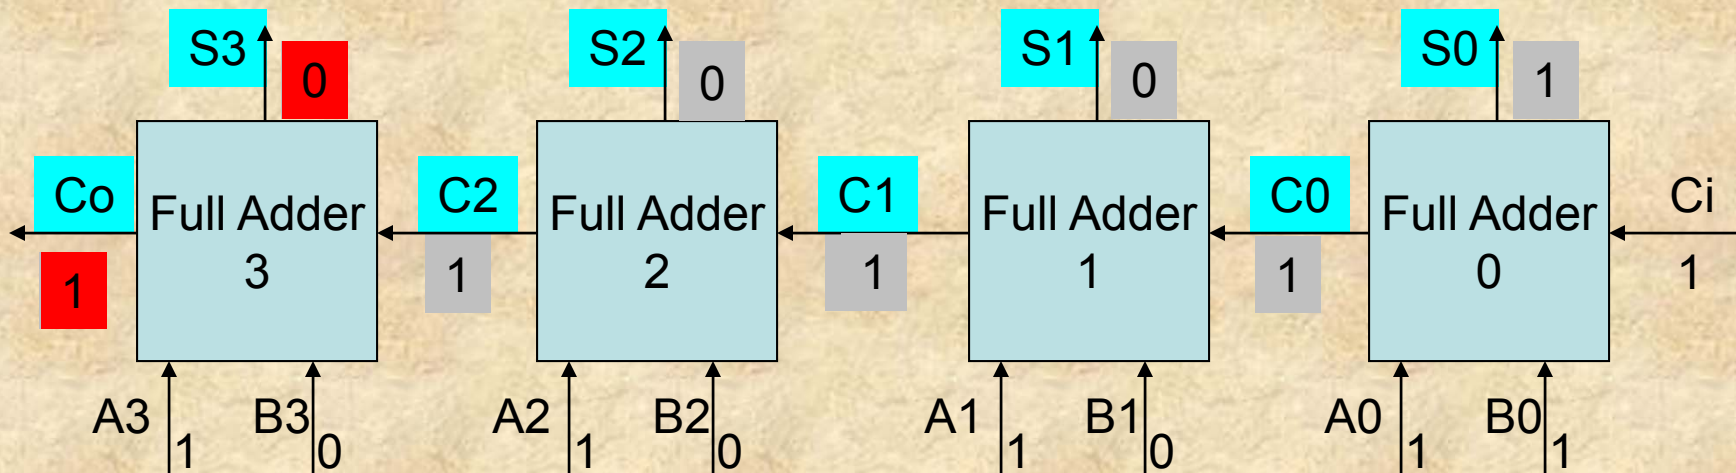 S3 0 S2 0 S1 0 S0 1
Co C2 C1 C0 Ci
Full Adder Full Adder Full Adder Full Adder
1 3 1 2 1 1 1 0 1
A3 B3 A2 B2 A1 B1 A0 B0
1 0 1 0 1 0 1 1